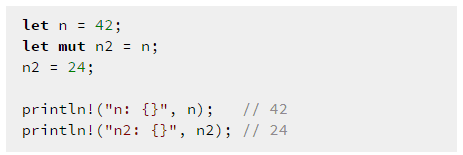 let n = 42;
let mut n2 = n;
n2 = 24;
println!("n: {}", n);   // 42
println!("n2: {}", n2); // 24